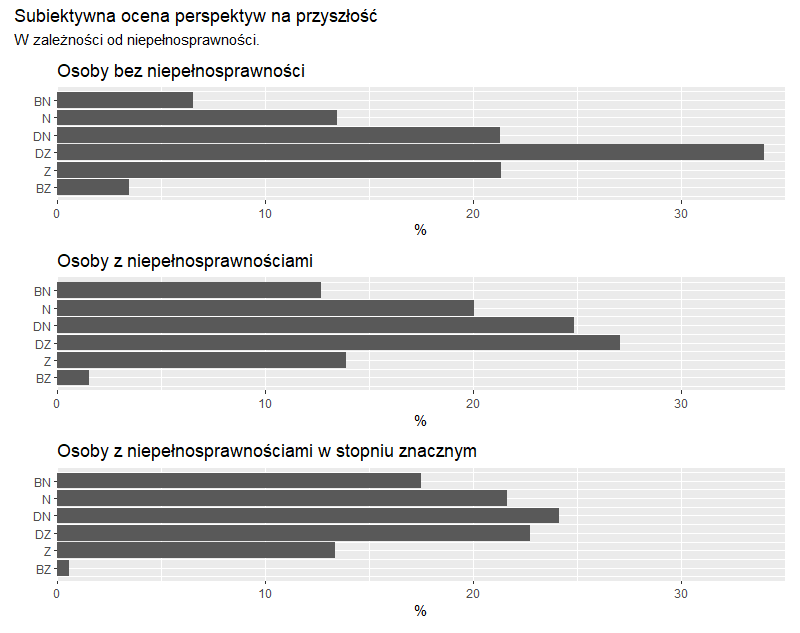 Subiektywna ocena perspektyw na przyszłość
W zależności od niepełnosprawności.
Osoby bez niepełnosprawności
BN
N
DN
DZ
Z
BZ
0 10 20 30
%
Osoby z niepełnosprawnościami
BN
N
DN
DZ
Z
BZ
0 10 20 30
%
Osoby z niepełnosprawnościami w stopniu znacznym
BN
N
DN
DZ
Z
BZ
0 10 20 30
%